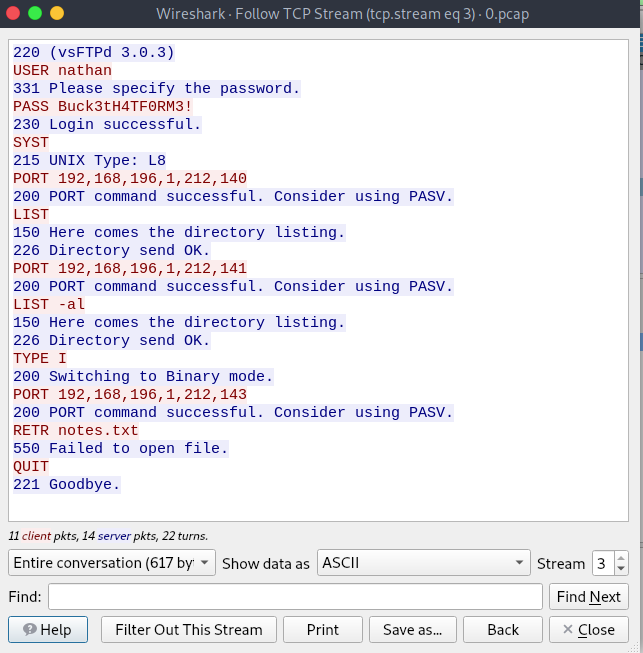 Wireshark · Follow TCP Stream (tcp.stream eq 3) · 0.pcap
220 (vsFTPd 3.0.3)
USER nathan
331 Please specify the password.
PASS Buck3tH4TF0RM3!
230 Login successful.
SYST
215 UNIX Type: L8
PORT 192,168,196,1,212,140
200 PORT command successful. Consider using PASV.
LIST
150 Here comes the directory listing.
226 Directory send OK.
PORT 192,168,196,1,212,141
200 PORT command successful. Consider using PASV.
LIST -al
150 Here comes the directory listing.
226 Directory send OK.
TYPE I
200 Switching to Binary mode.
PORT 192,168,196,1,212,143
200 PORT command successful. Consider using PASV.
RETR notes.txt
550 Failed to open file.
QUIT
221 Goodbye.
11 client pkts, 14 server pkts, 22 turns.
Entire conversation (617 by Show data as ASCII Stream 3
Find: Find Next
Help Filter Out This Stream Print Save as... Back Close